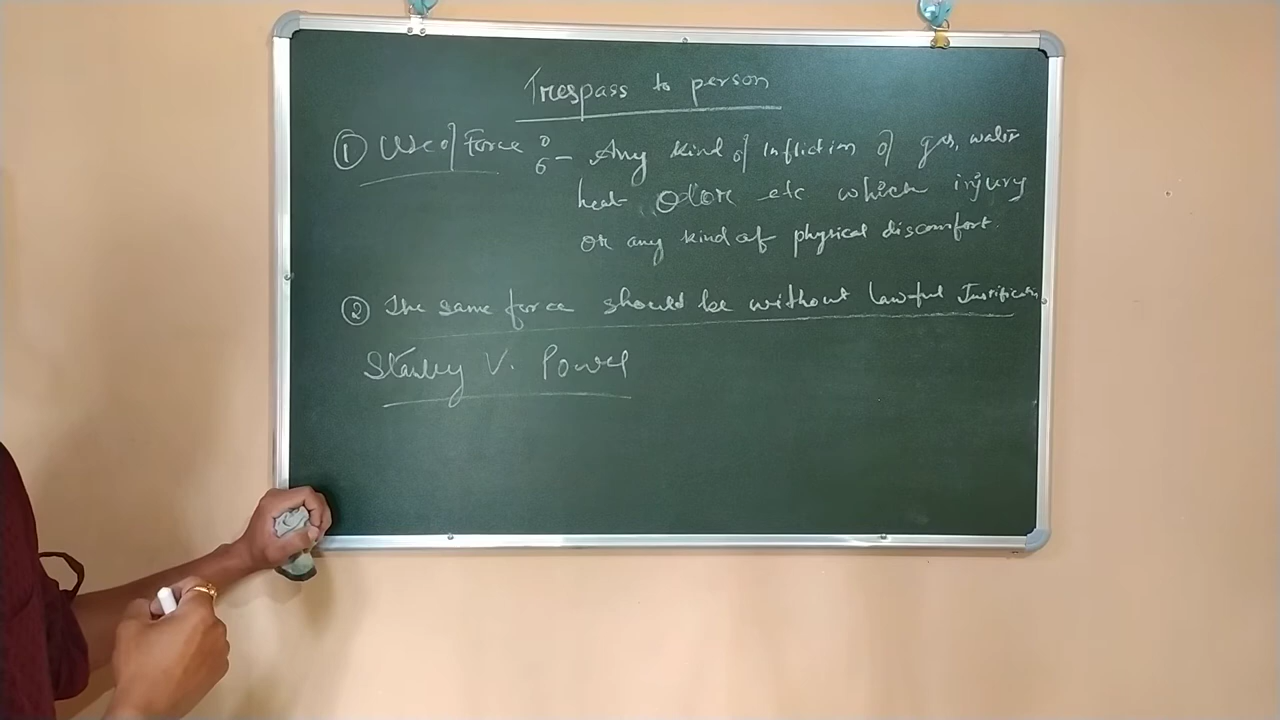 Trespass to person
① Use of Force :- Any kind of infliction of gas, water
heat odore etc which injury
or any kind of physical discomfort.
② The same force should be without lawful Justification
Stanley V. Powel